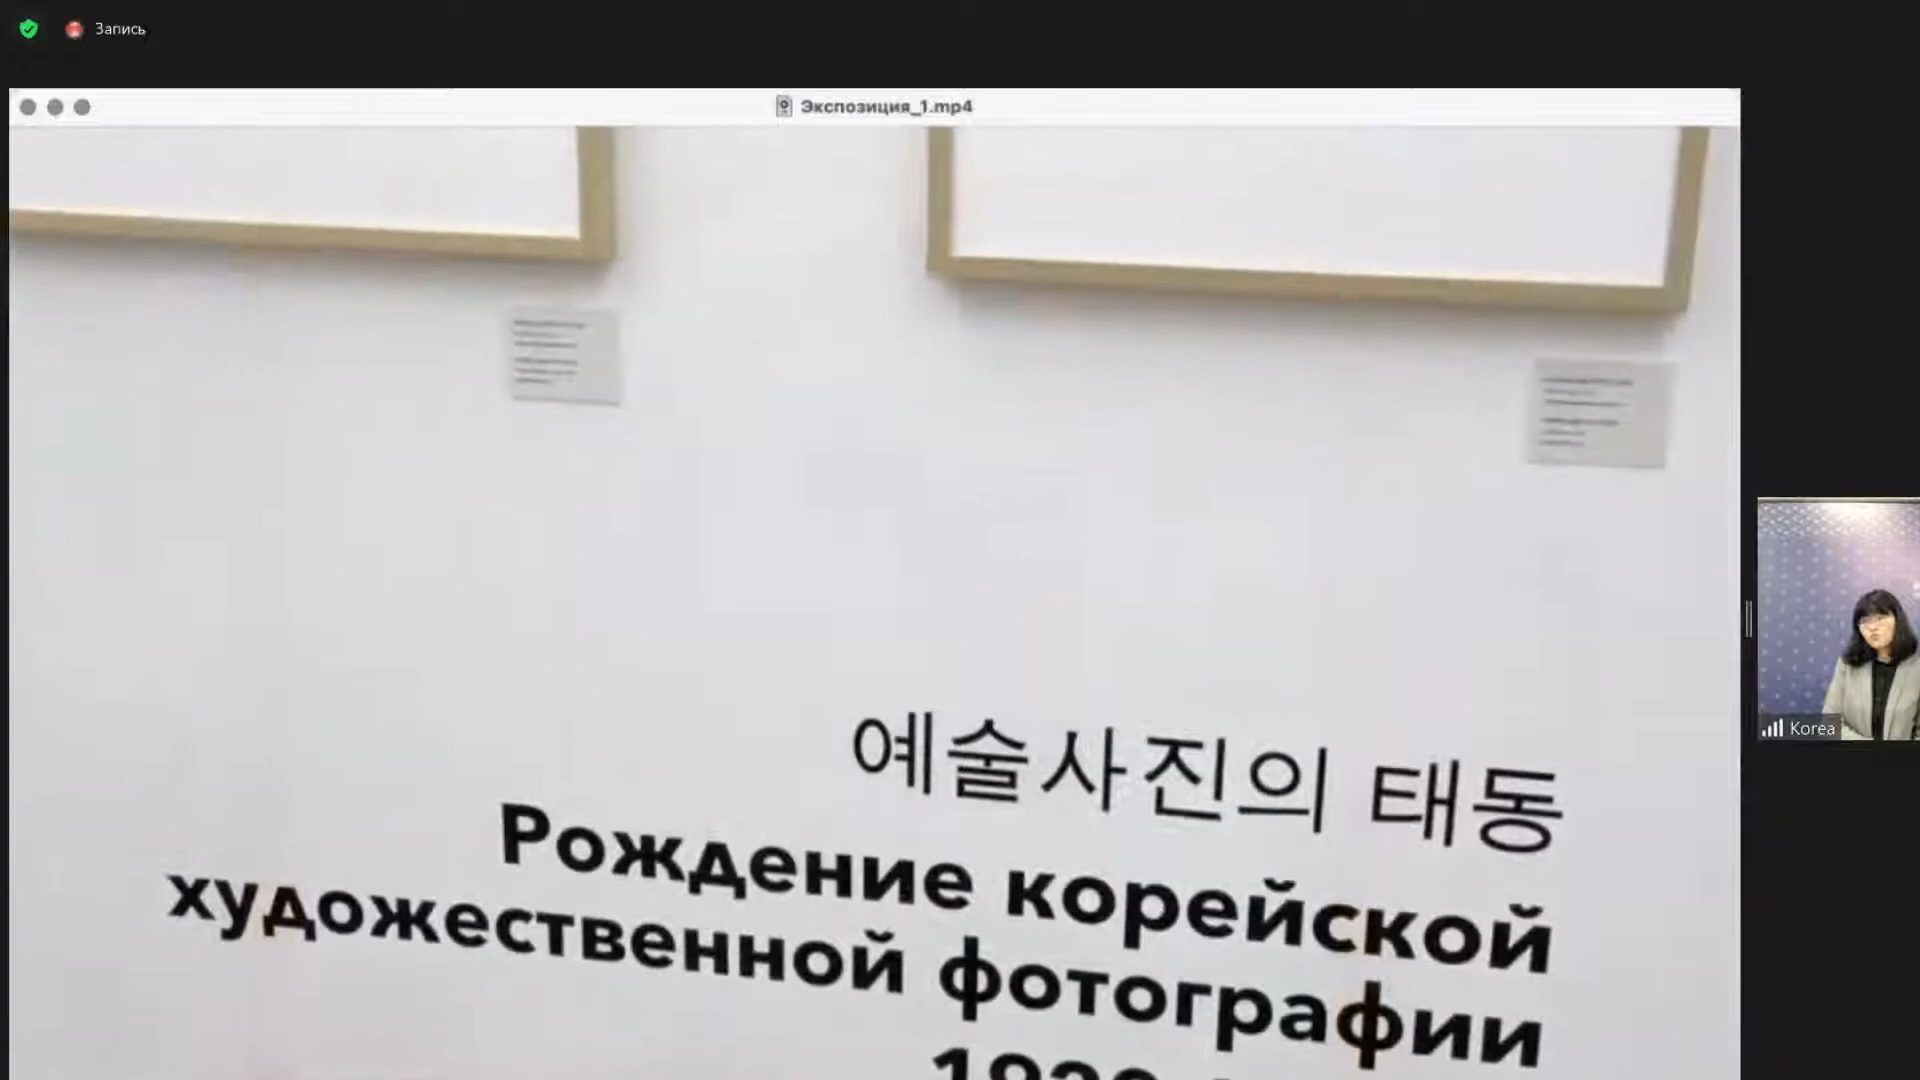 Запись
Экспозиция_1.mp4
예술사진의 태동
Рождение корейской
художественной фотографии
Korea